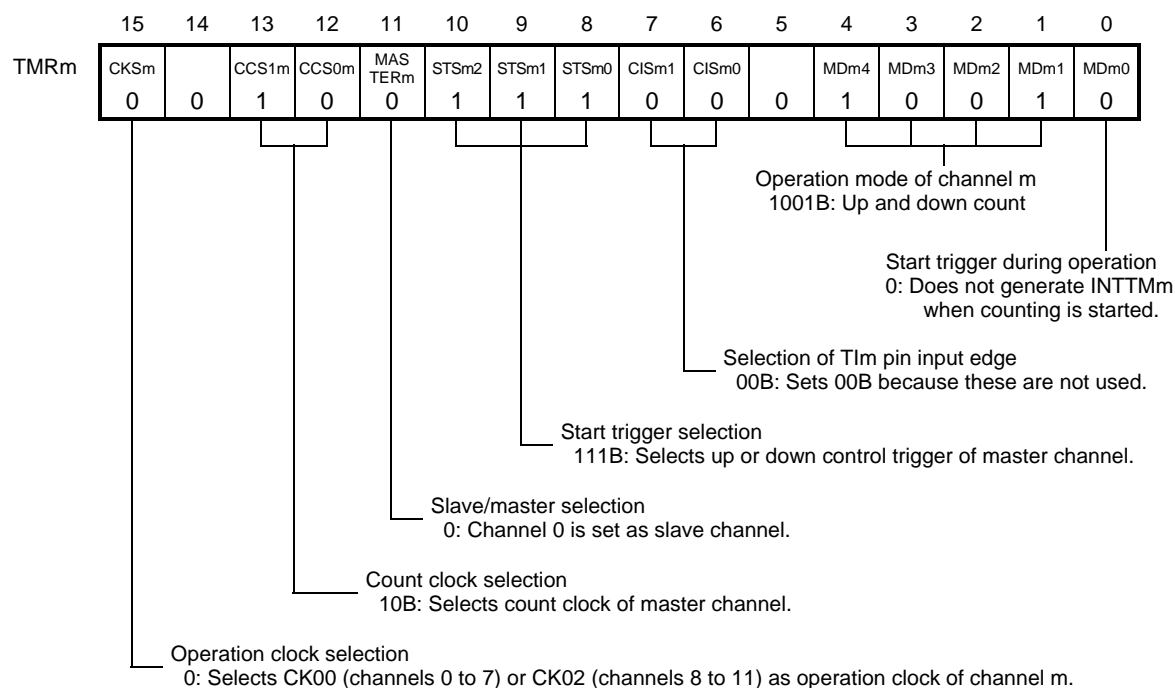 15 14 13 12 11 10 9 8 7 6 5 4 3 2 1 0
TMRm CKSm CCS1m CCS0m MAS TERm STSm2 STSm1 STSm0 CISm1 CISm0 MDm4 MDm3 MDm2 MDm1 MDm0
0 0 1 0 0 1 1 1 0 0 0 1 0 0 1 0
Operation mode of channel m
1001B: Up and down count
Start trigger during operation
0: Does not generate INTTMm
when counting is started.
Selection of TIm pin input edge
00B: Sets 00B because these are not used.
Start trigger selection
111B: Selects up or down control trigger of master channel.
Slave/master selection
0: Channel 0 is set as slave channel.
Count clock selection
10B: Selects count clock of master channel.
Operation clock selection
0: Selects CK00 (channels 0 to 7) or CK02 (channels 8 to 11) as operation clock of channel m.